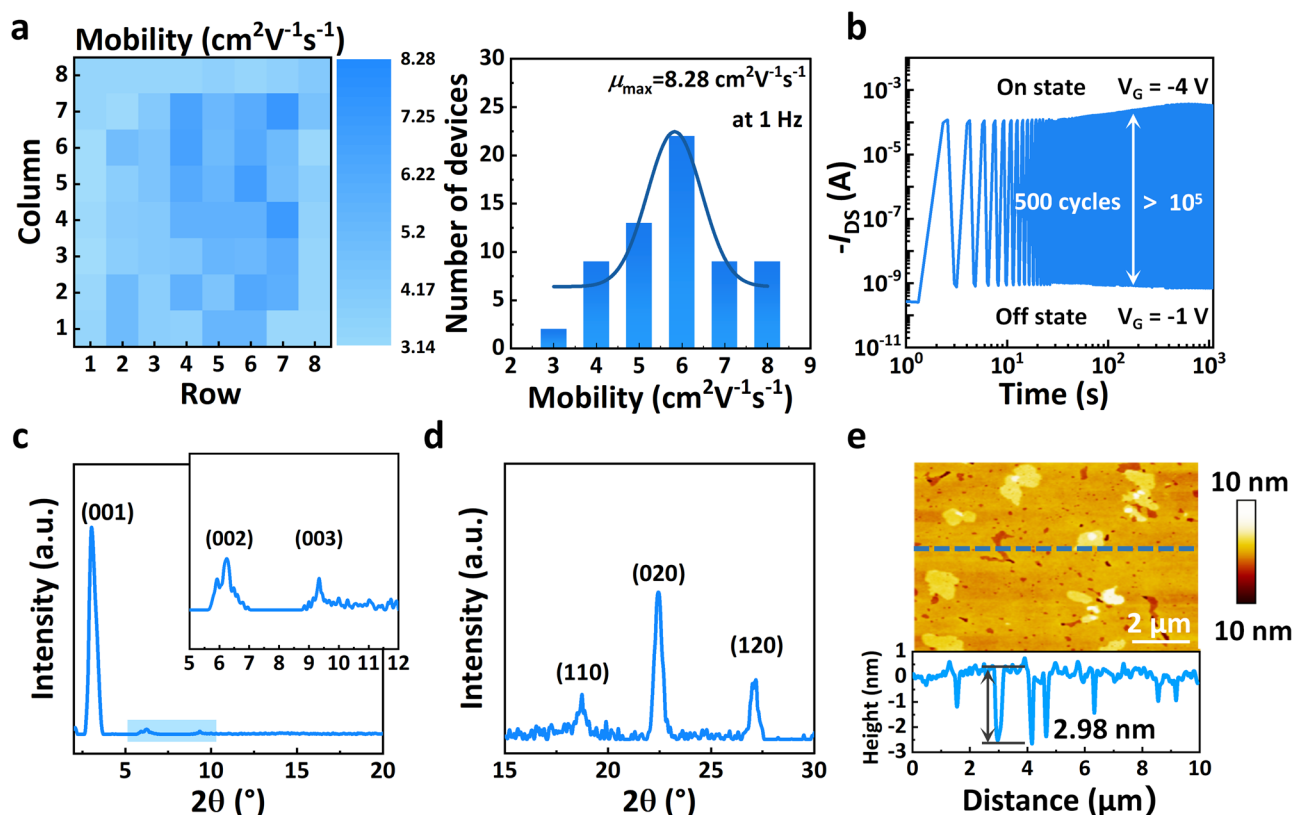 a
Mobility (cm²V⁻¹s⁻¹)
Column
8
7
6
5
4
3
2
1
1 2 3 4 5 6 7 8
Row
8.28
7.25
6.22
5.2
4.17
3.14
Number of devices
30
25
20
15
10
5
0
μmax=8.28 cm²V⁻¹s⁻¹
at 1 Hz
2 3 4 5 6 7 8 9
Mobility (cm²V⁻¹s⁻¹)
b
-IDS (A)
10⁻³
10⁻⁵
10⁻⁷
10⁻⁹
10⁻¹¹
On state VG = -4 V
500 cycles > 10⁵
Off state VG = -1 V
10⁰ 10¹ 10² 10³
Time (s)
c
Intensity (a.u.)
(001)
(002) (003)
5 6 7 8 9 10 11 12
5 10 15 20
2θ (°)
d
Intensity (a.u.)
(110)
(020)
(120)
15 20 25 30
2θ (°)
e
10 nm
10 nm
2 μm
Height (nm)
1
0
-1
-2
-3
2.98 nm
0 2 4 6 8 10
Distance (μm)